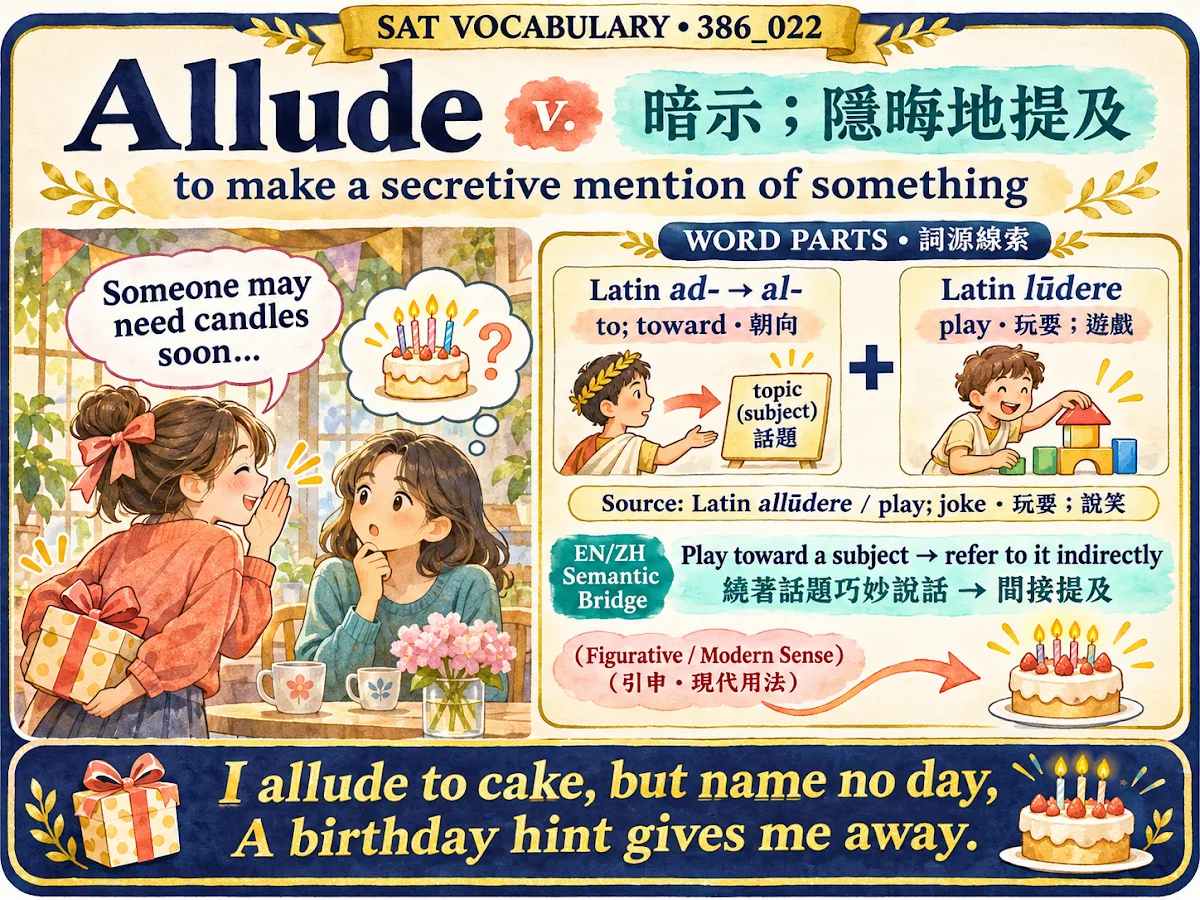 SAT VOCABULARY • 386_022
Allude v. 暗示；隱晦地提及
to make a secretive mention of something
Someone may
need candles
soon...
?
WORD PARTS • 詞源線索
Latin ad- → al-
to; toward • 朝向
topic
(subject)
話題
+
Latin lūdere
play • 玩耍；遊戲
Source: Latin allūdere / play; joke • 玩耍；說笑
EN/ZH
Semantic
Bridge
Play toward a subject → refer to it indirectly
繞著話題巧妙說話 → 間接提及
(Figurative / Modern Sense)
（引申・現代用法）
I allude to cake, but name no day,
A birthday hint gives me away.